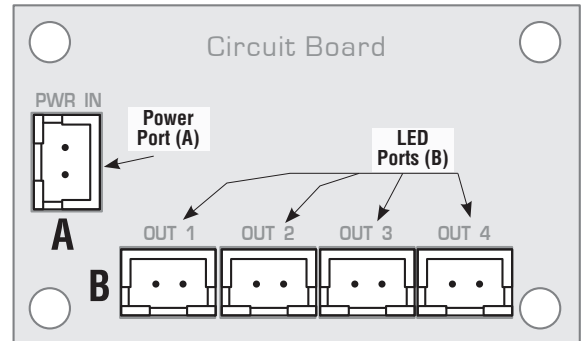 Circuit Board
PWR IN
Power
Port (A)
LED
Ports (B)
A
OUT 1
OUT 2
OUT 3
OUT 4
B